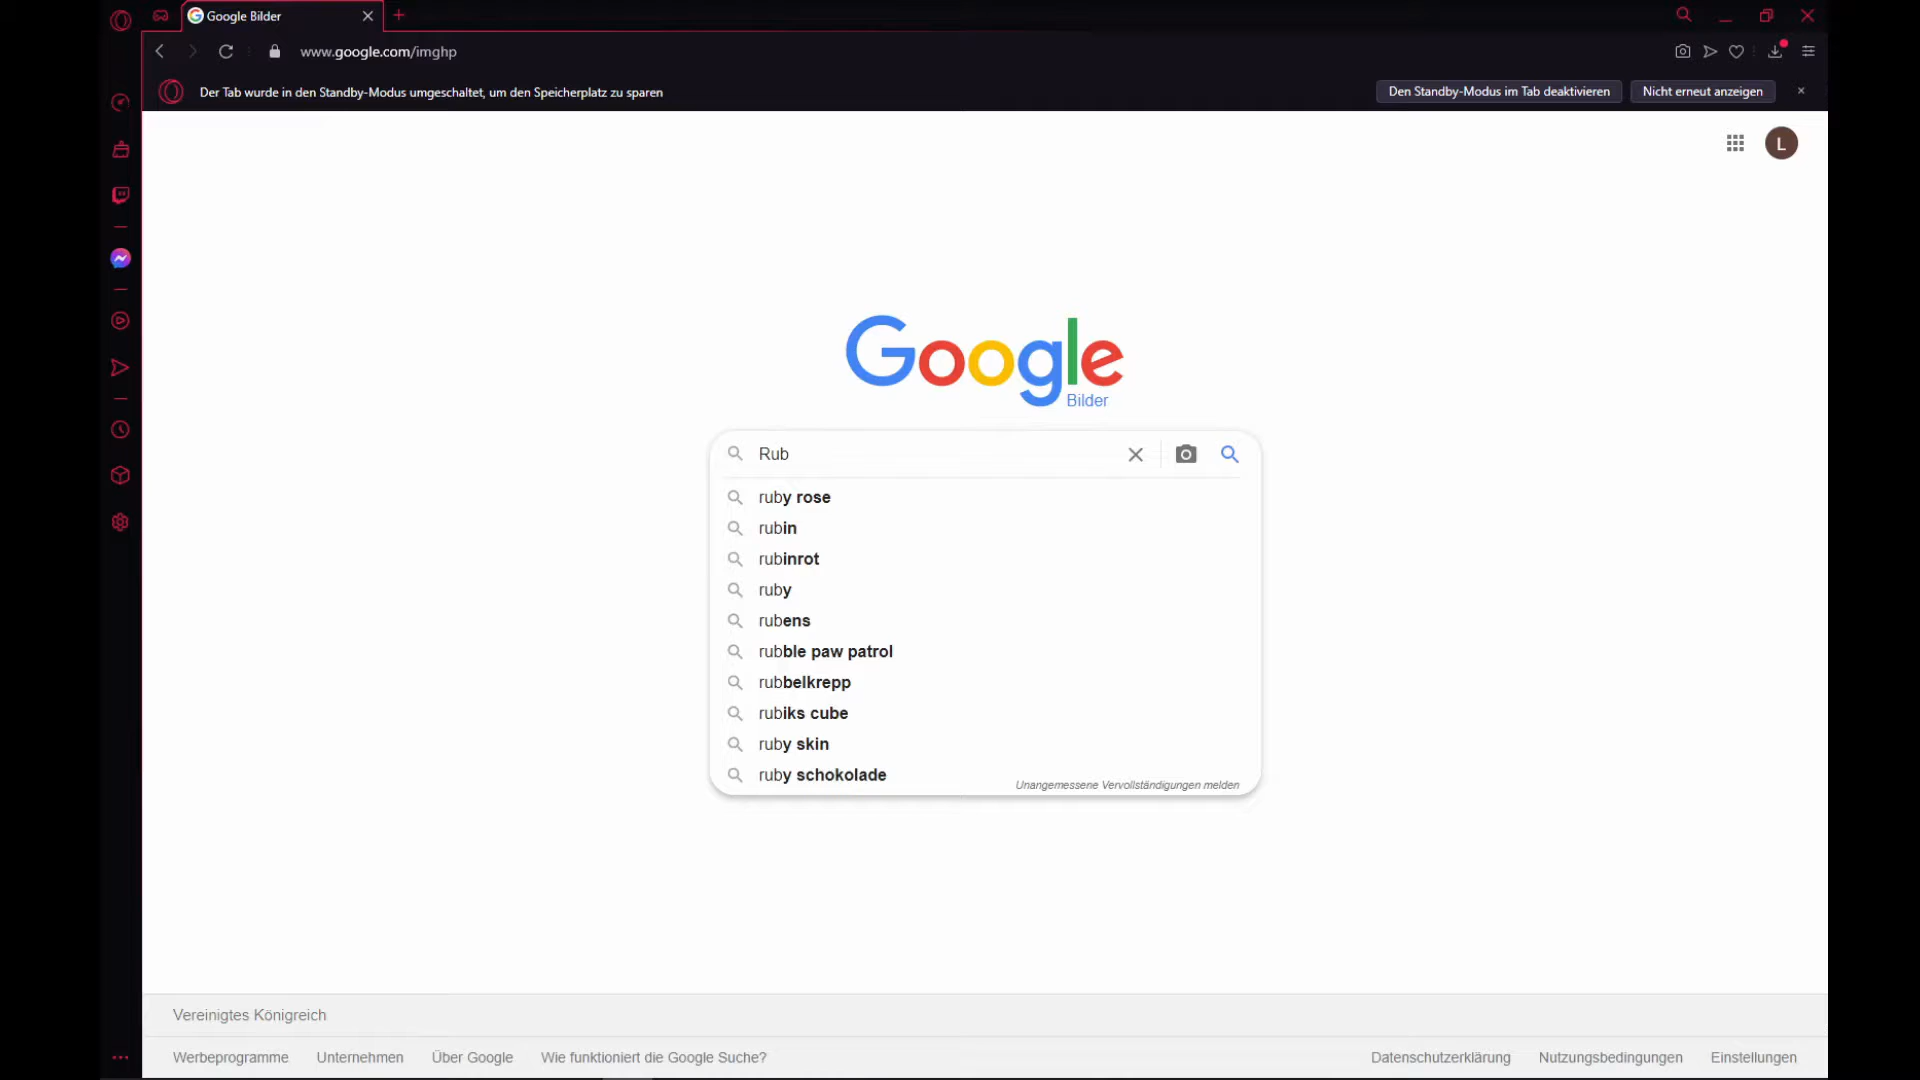 Google Bilder
www.google.com/imghp
Der Tab wurde in den Standby-Modus umgeschaltet, um den Speicherplatz zu sparen
Den Standby-Modus im Tab deaktivieren
Nicht erneut anzeigen
L
Google
Bilder
Rub
ruby rose
rubin
rubinrot
ruby
rubens
rubble paw patrol
rubbelkrepp
rubiks cube
ruby skin
ruby schokolade
Unangemessene Vervollständigungen melden
Vereinigtes Königreich
Werbeprogramme Unternehmen Über Google Wie funktioniert die Google Suche? Datenschutzerklärung Nutzungsbedingungen Einstellungen